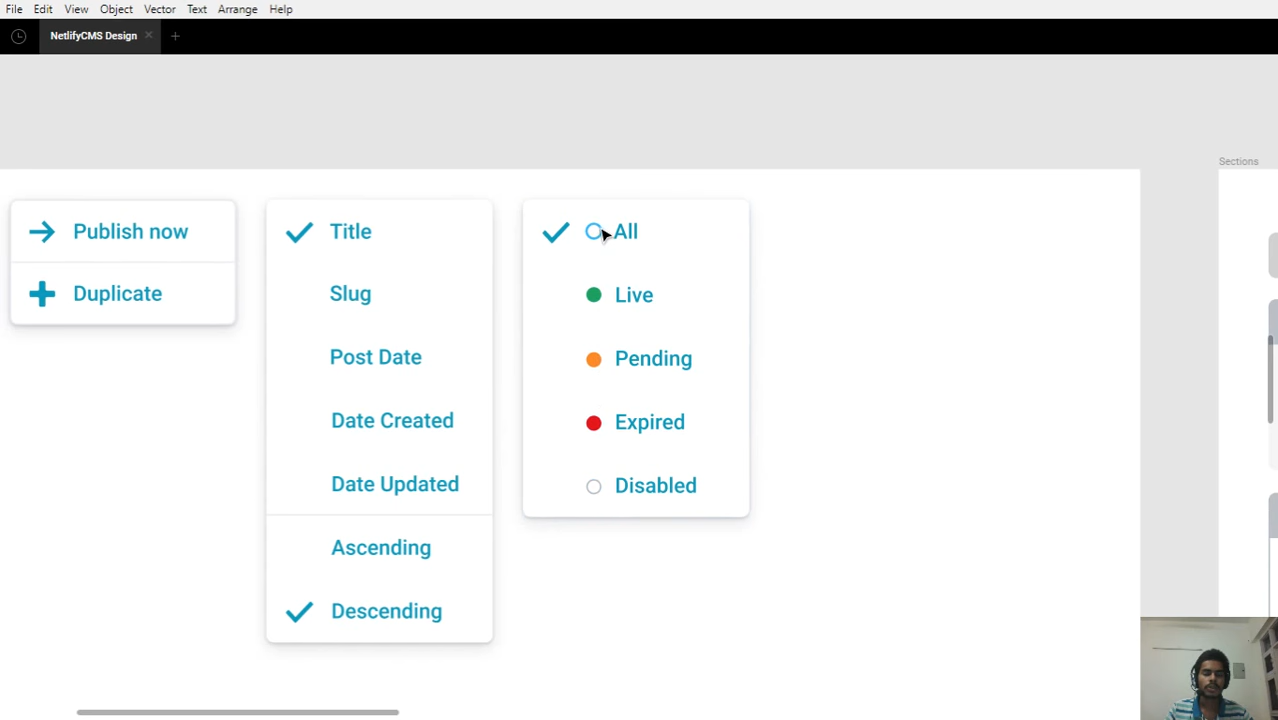 File Edit View Object Vector Text Arrange Help
NetlifyCMS Design
Sections
Publish now
Duplicate
Title
Slug
Post Date
Date Created
Date Updated
Ascending
Descending
All
Live
Pending
Expired
Disabled